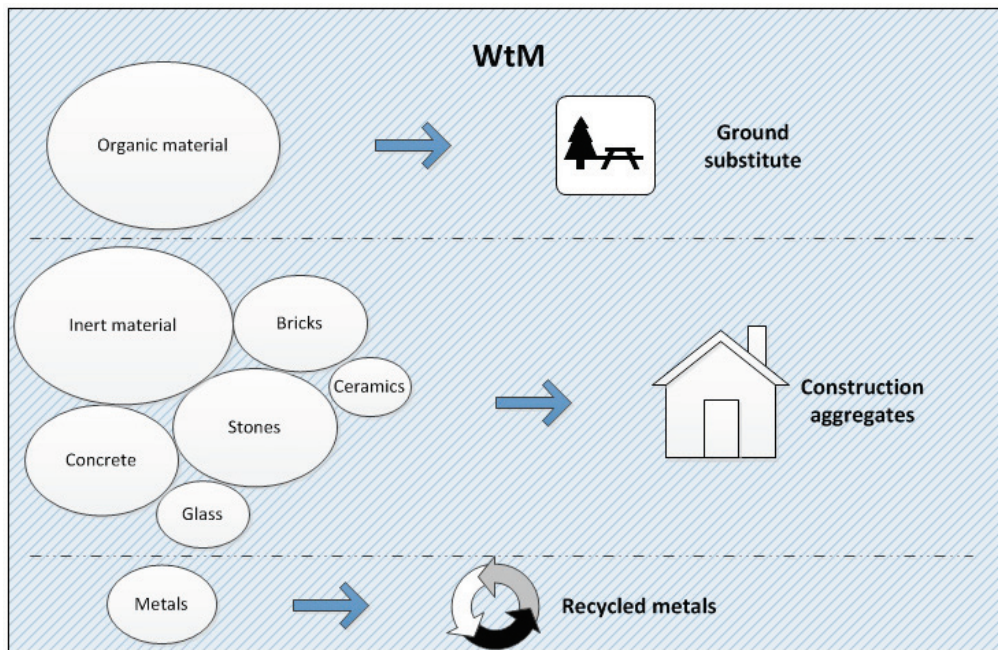 WtM
Organic material
Ground
substitute
Inert material
Bricks
Ceramics
Stones
Concrete
Glass
Construction
aggregates
Metals
Recycled metals